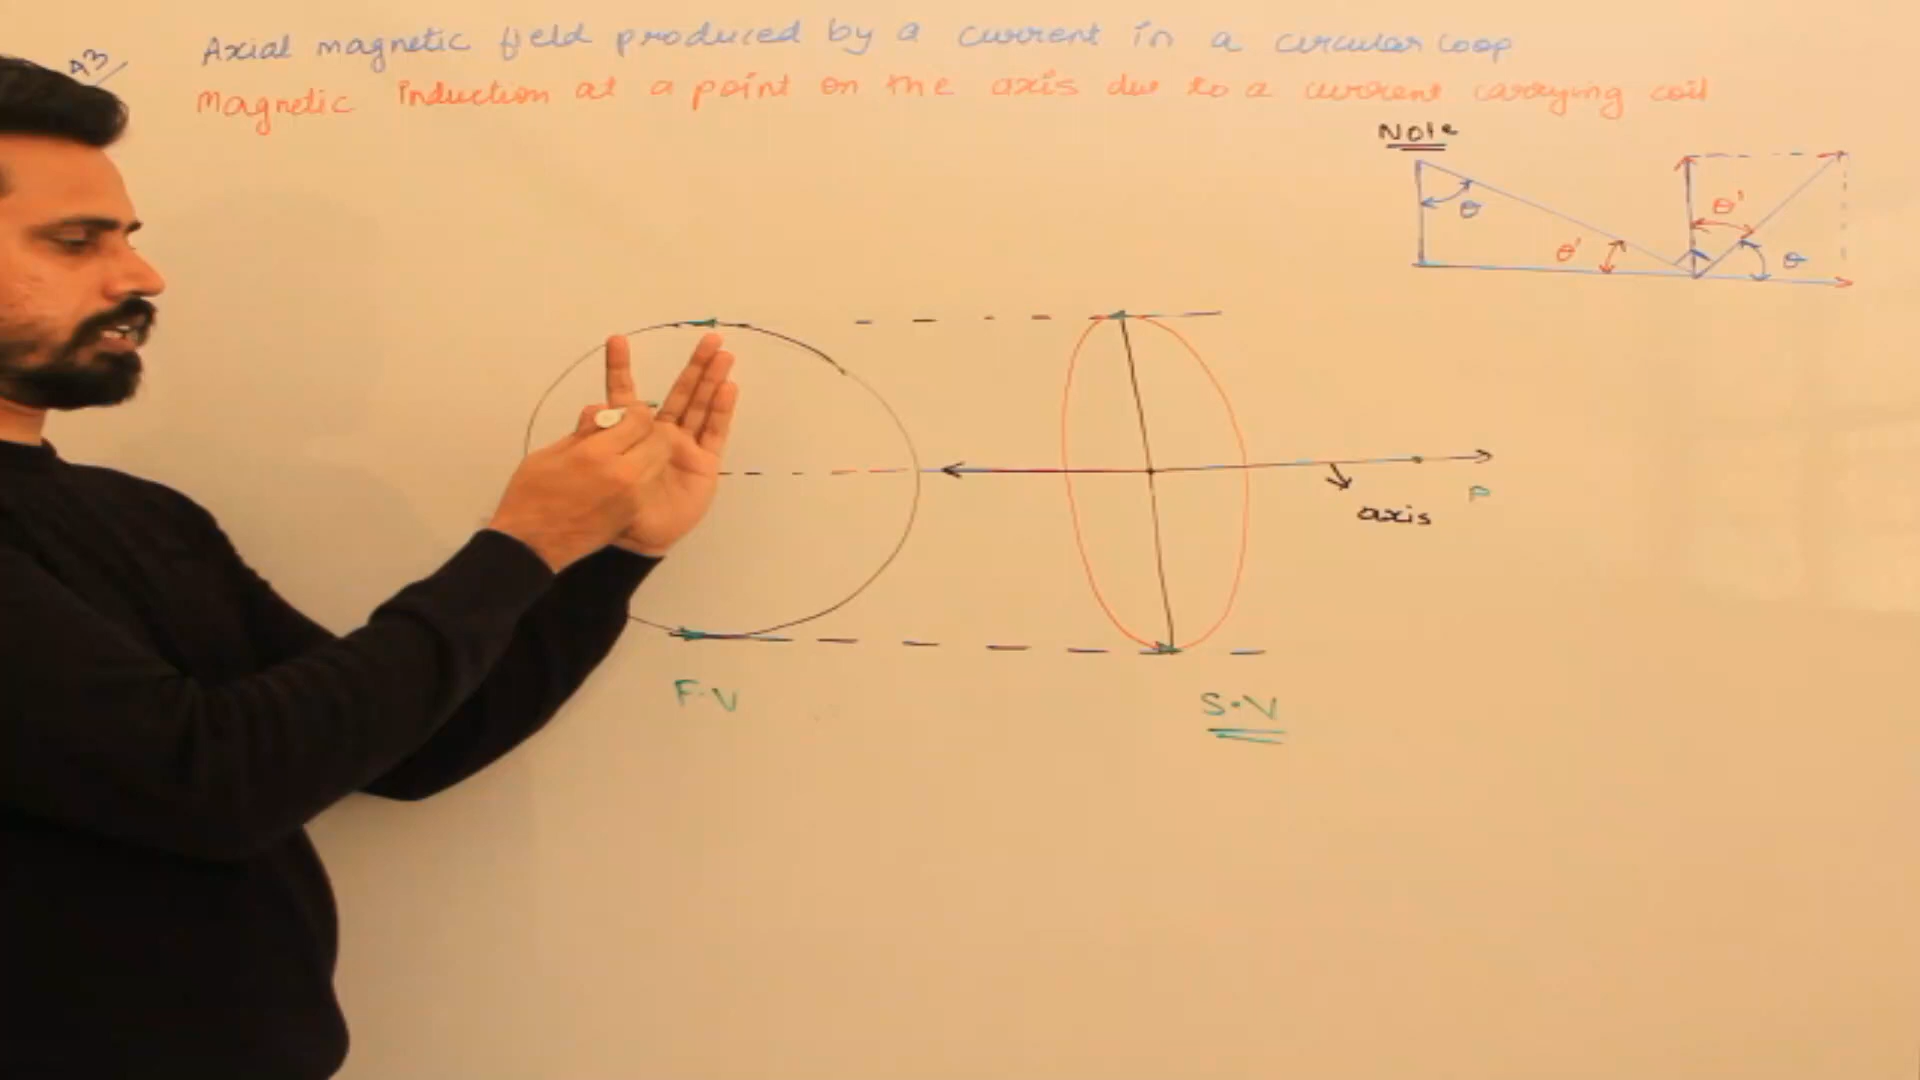 A3
Axial magnetic field produced by a current in a circular loop
Magnetic induction at a point on the axis due to a current carrying coil
Note
θ
θ'
θ'
θ
P
axis
F.V
S.V